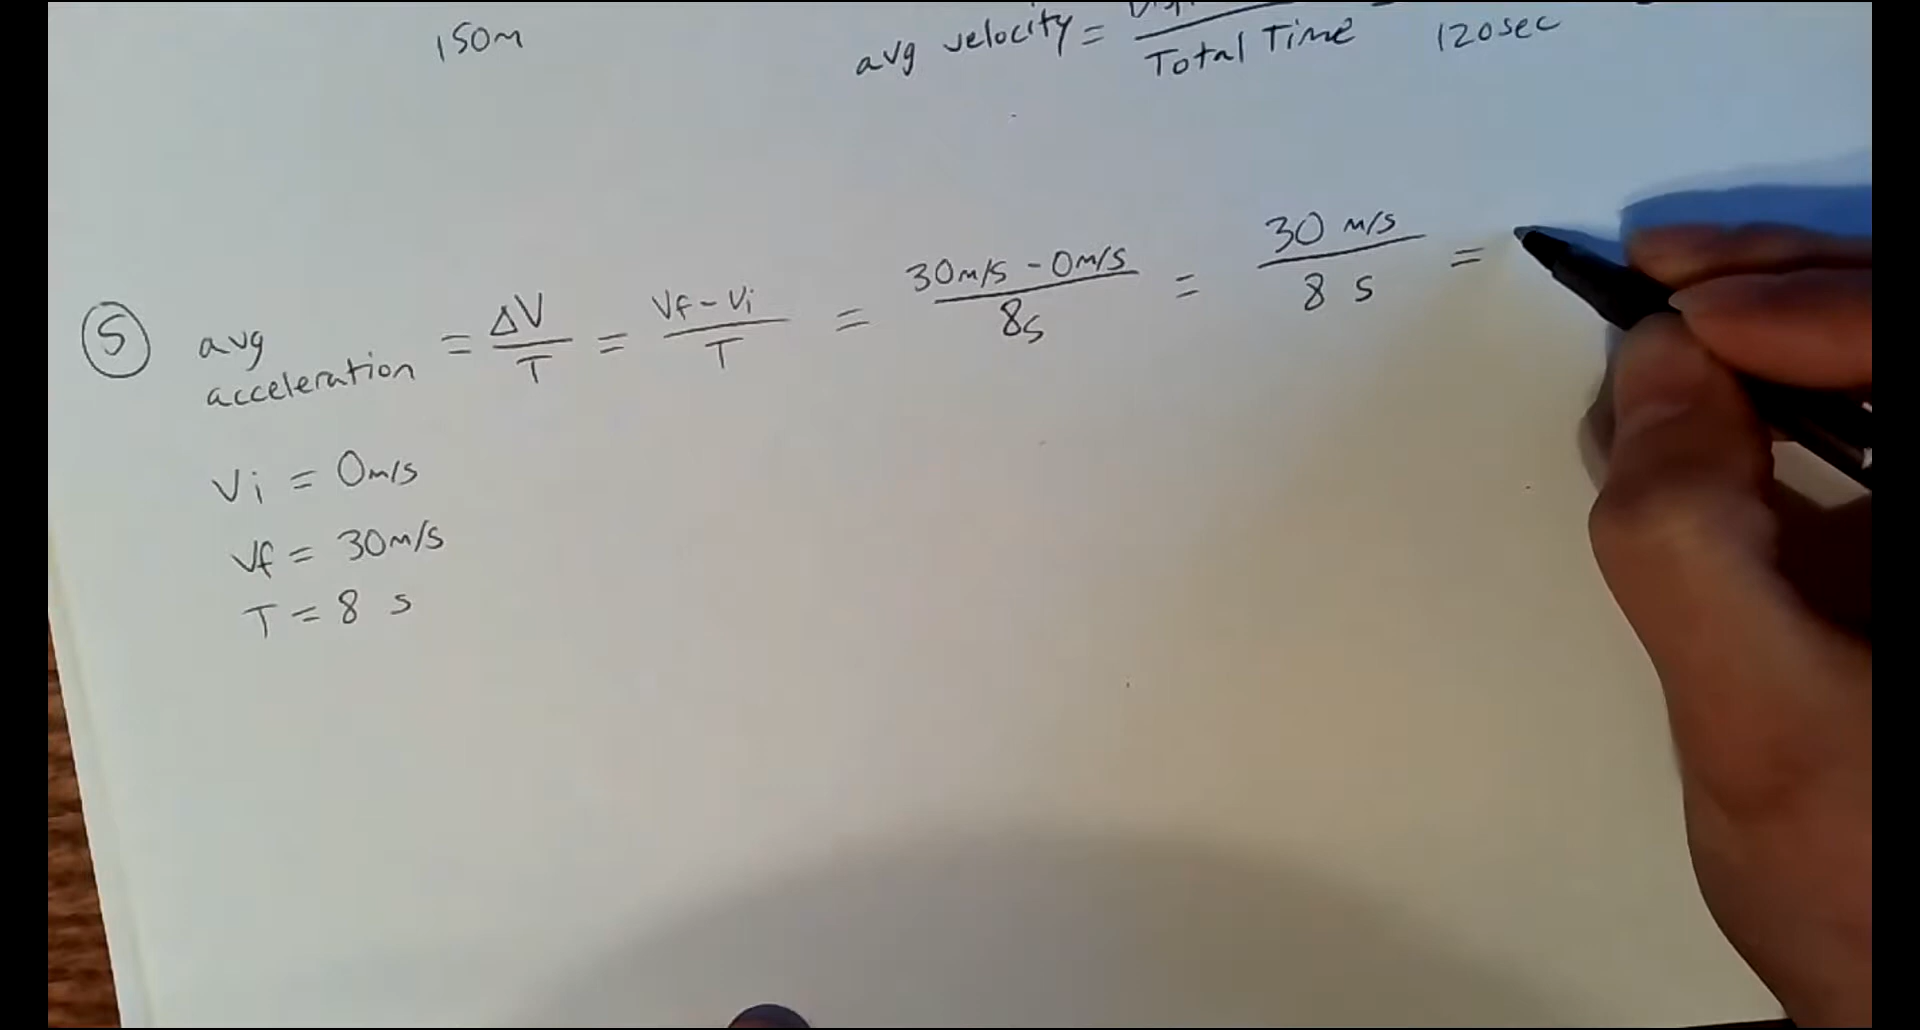 150m
avg velocity = / Total Time 120sec
⑤ avg acceleration = ΔV/T = Vf - Vi/T = 30m/s - 0m/s/8s = 30 m/s/8 s =
Vi = 0m/s
Vf = 30m/s
T = 8 s